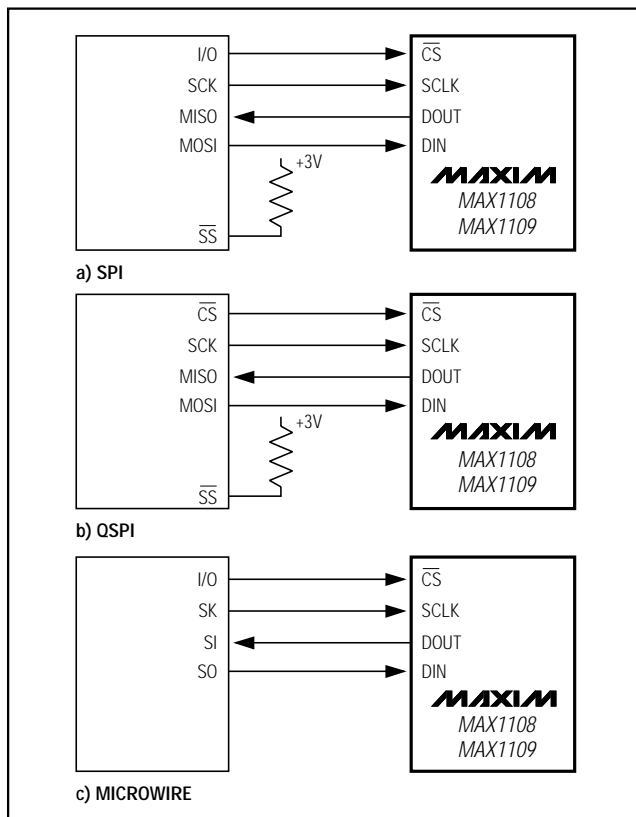 I/O CS̅
SCK SCLK
MISO DOUT
MOSI DIN
+3V
MAXIM
MAX1108
MAX1109
SS̅
a) SPI
CS̅ CS̅
SCK SCLK
MISO DOUT
MOSI DIN
+3V
MAXIM
MAX1108
MAX1109
SS̅
b) QSPI
I/O CS̅
SK SCLK
SI DOUT
SO DIN
MAXIM
MAX1108
MAX1109
c) MICROWIRE